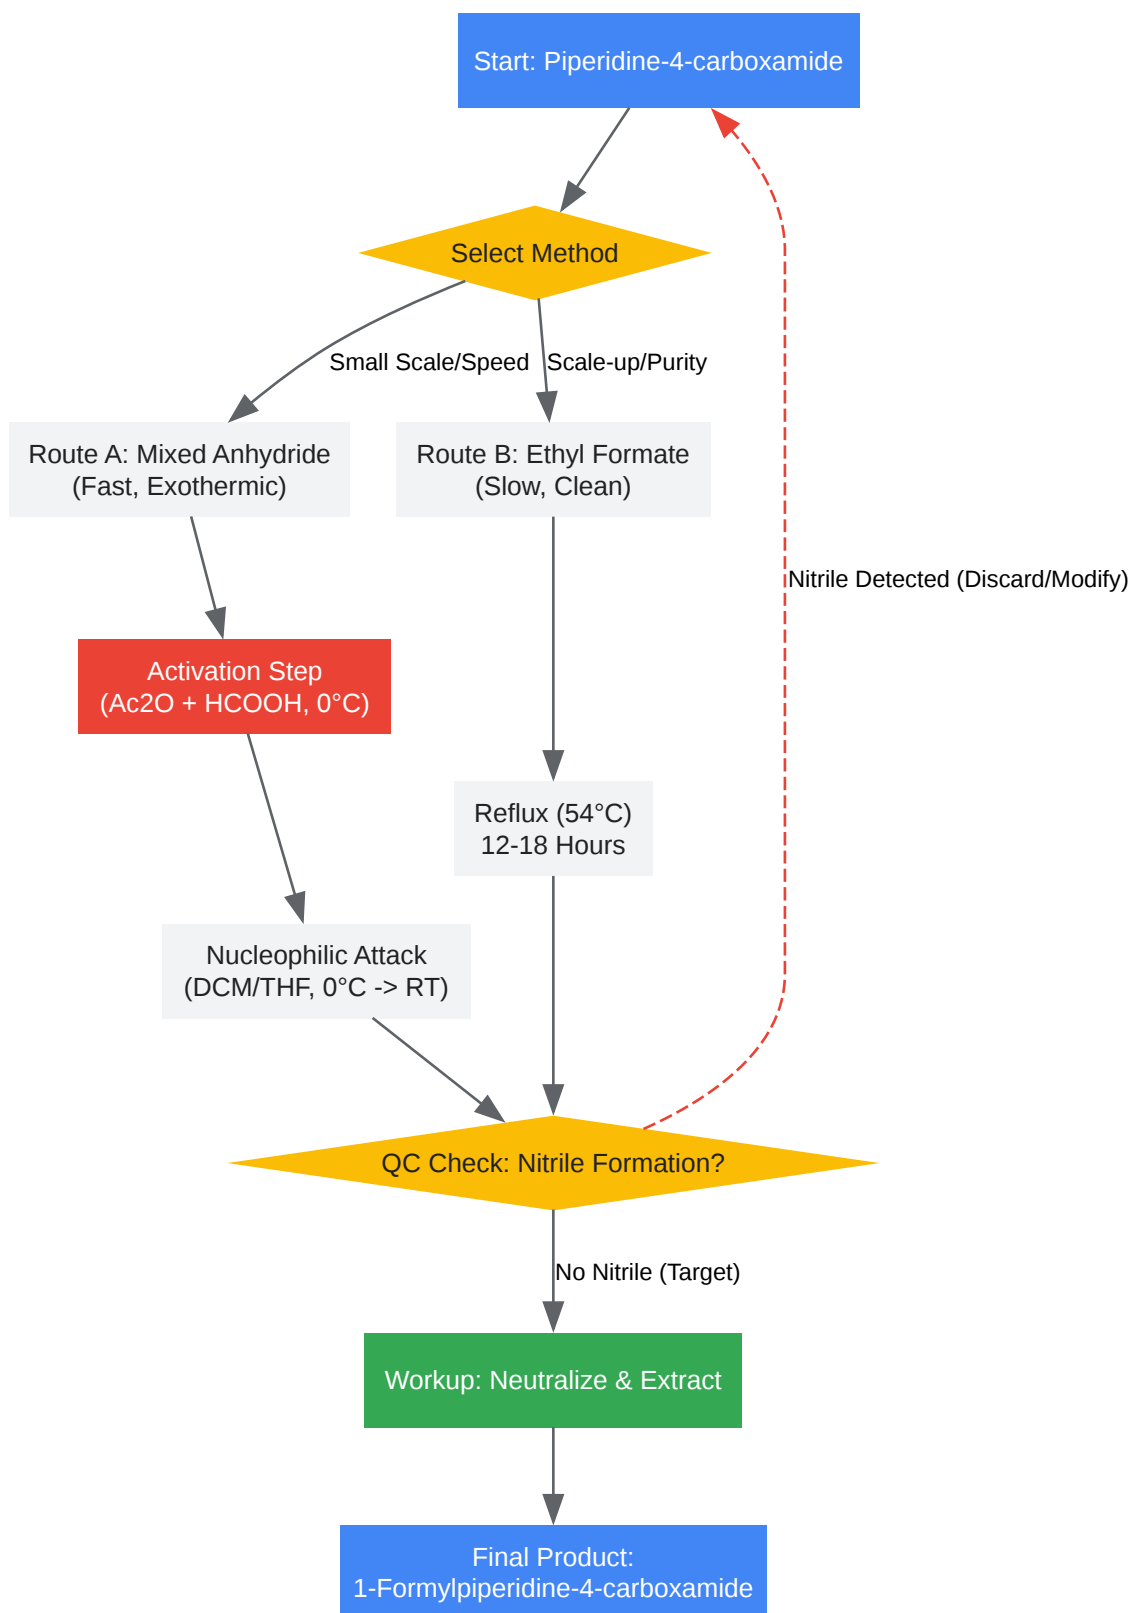 Start: Piperidine-4-carboxamide
Select Method
Small Scale/Speed
Scale-up/Purity
Route A: Mixed Anhydride
(Fast, Exothermic)
Route B: Ethyl Formate
(Slow, Clean)
Nitrile Detected (Discard/Modify)
Activation Step
(Ac2O + HCOOH, 0°C)
Reflux (54°C)
12-18 Hours
Nucleophilic Attack
(DCM/THF, 0°C -> RT)
QC Check: Nitrile Formation?
No Nitrile (Target)
Workup: Neutralize & Extract
Final Product:
1-Formylpiperidine-4-carboxamide